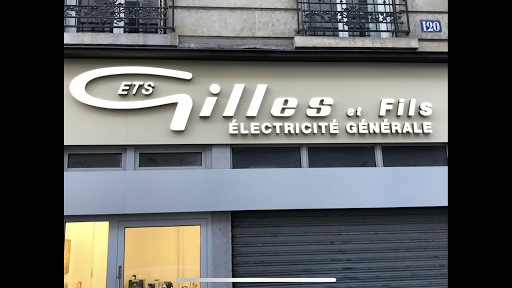 120
ETS
Gilles et Fils
ÉLECTRICITÉ GÉNÉRALE